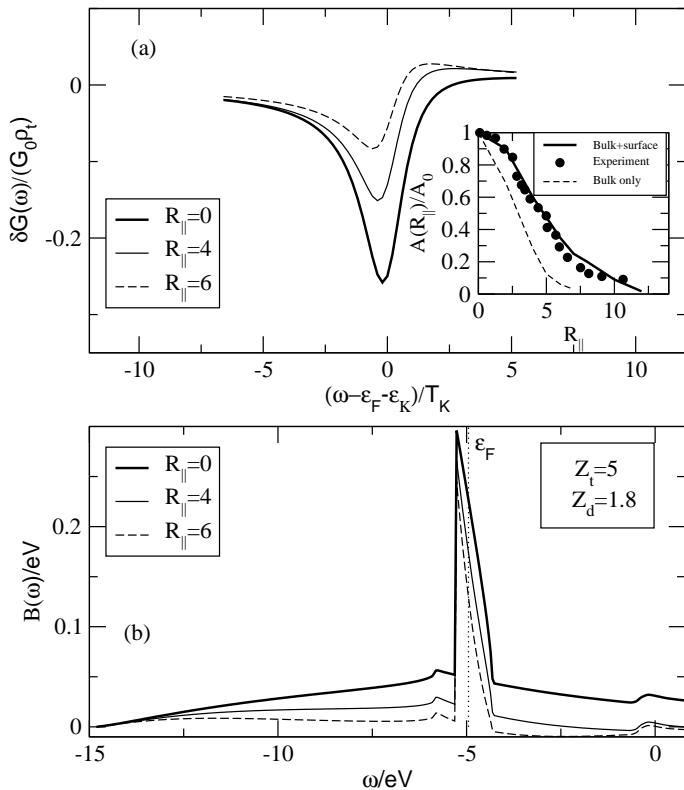 (a)
0
-0.2
δG(ω)/(G₀ρₜ)
R||=0
R||=4
R||=6
-10 -5 0 5 10
(ω−ε_F-ε_K)/T_K
1
0.8
0.6
0.4
0.2
0
A(R||)/A₀
Bulk+surface
Experiment
Bulk only
0 5 10
R||
R||=0
R||=4
R||=6
ε_F
Z_t=5
Z_d=1.8
0.2
0.1
0
B(ω)/eV
(b)
-15 -10 -5 0
ω/eV